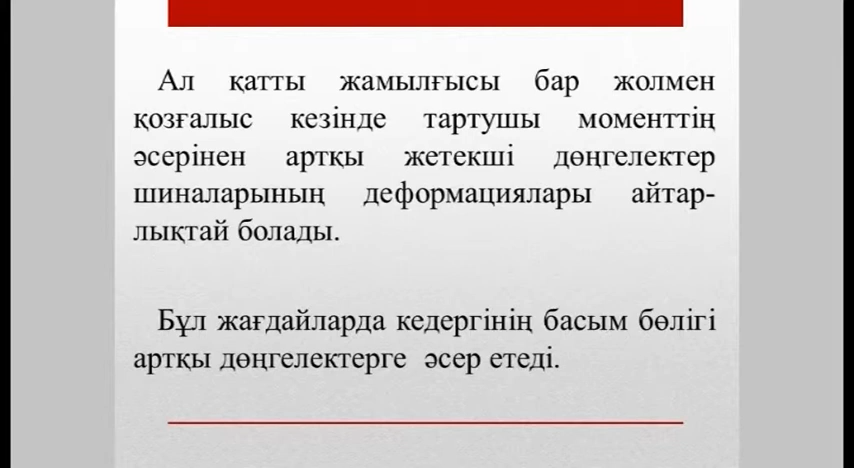 Ал қатты жамылғысы бар жолмен
қозғалыс кезінде тартушы моменттің
әсерінен артқы жетекші дөңгелектер
шиналарының деформациялары айтар-
лықтай болады.
Бұл жағдайларда кедергінің басым бөлігі
артқы дөңгелектерге әсер етеді.